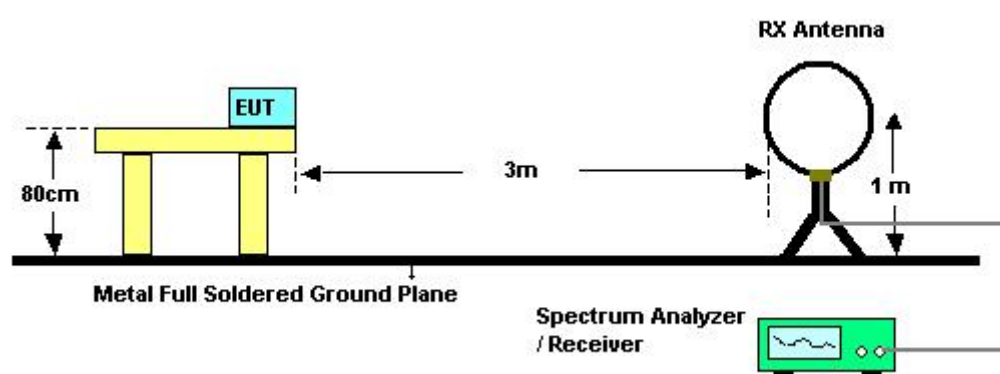 RX Antenna
EUT
3m
80cm
1 m
Metal Full Soldered Ground Plane
Spectrum Analyzer
/ Receiver